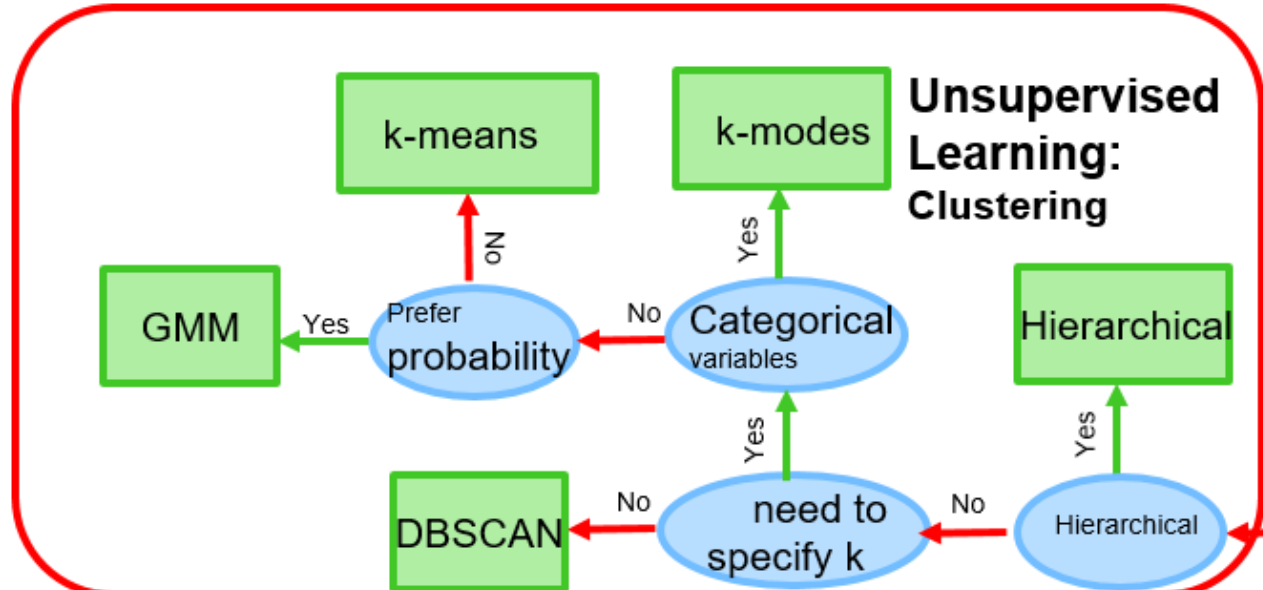 Unsupervised
Learning:
Clustering
k-means
k-modes
No
Yes
GMM
Yes
Prefer
probability
No
Categorical
variables
Hierarchical
Yes
Yes
DBSCAN
No
need to
specify k
No
Hierarchical